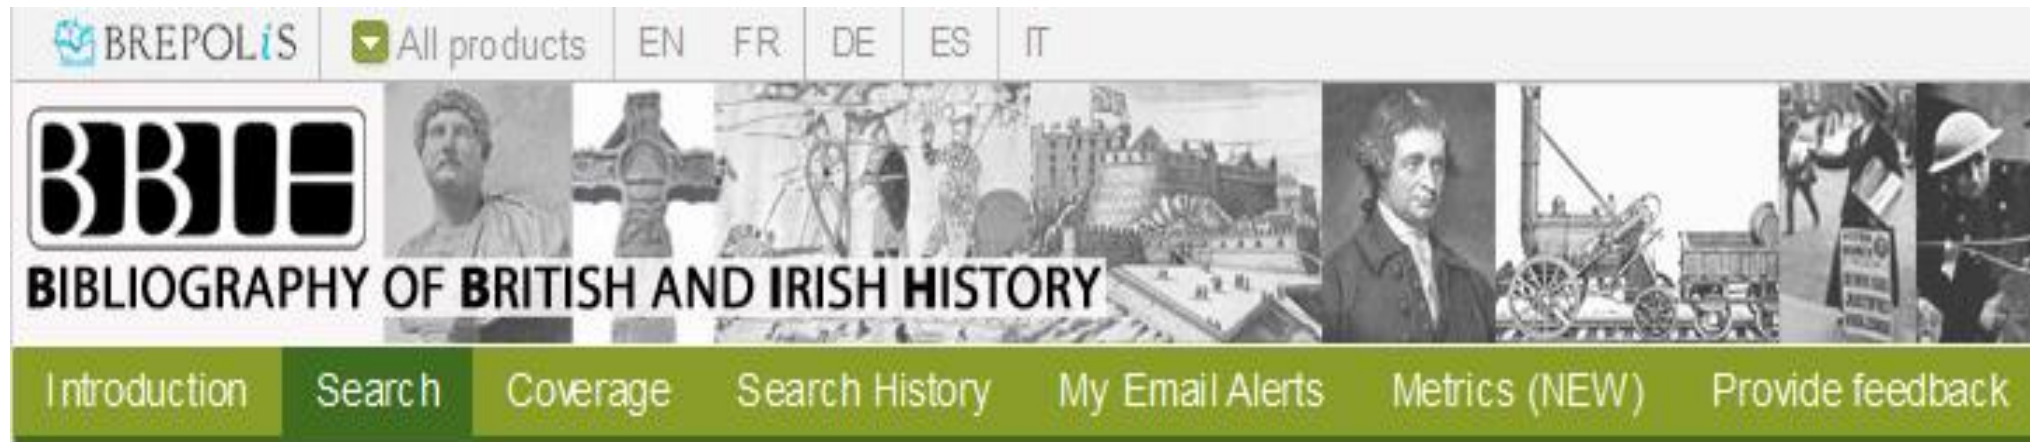 BREPOLiS All products EN FR DE ES IT
BBIH
BIBLIOGRAPHY OF BRITISH AND IRISH HISTORY
Introduction Search Coverage Search History My Email Alerts Metrics (NEW) Provide feedback